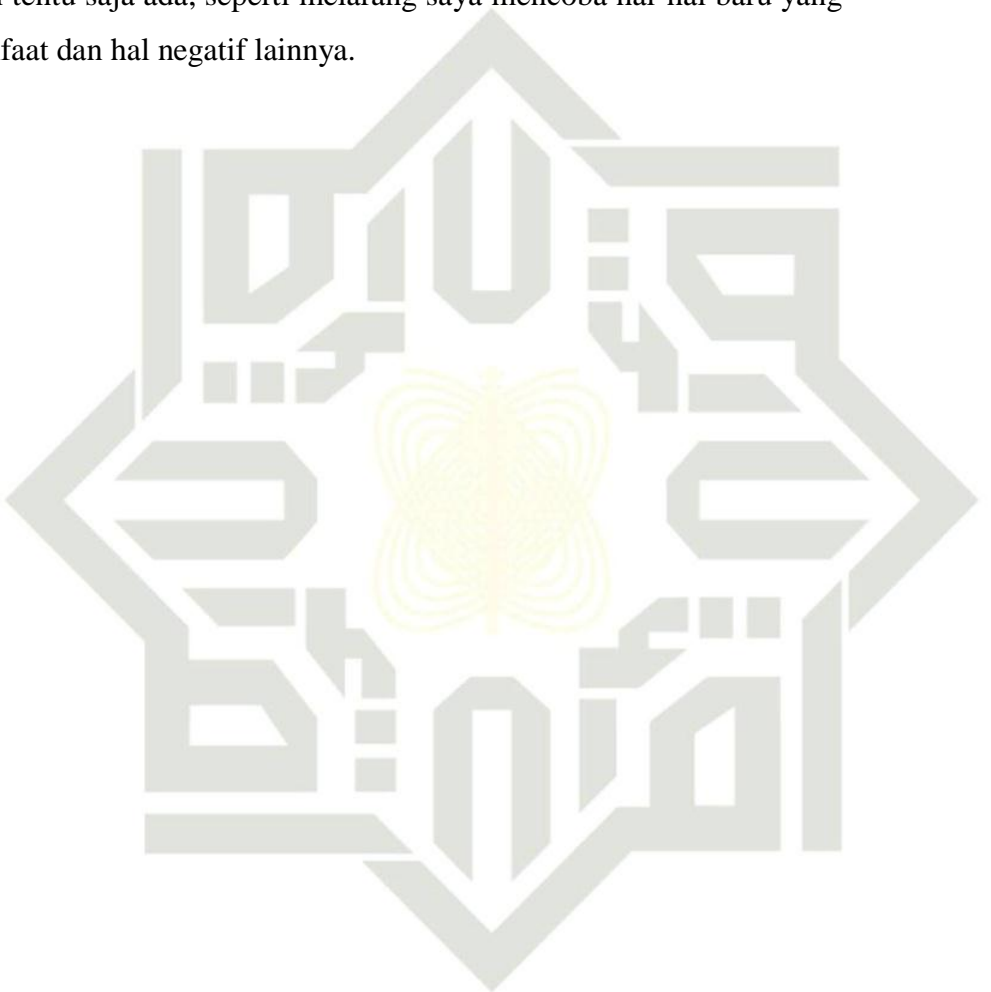 tentu saja ada, seperti melarang saya mencoba hal-hal baru yang
faat dan hal negatif lainnya.